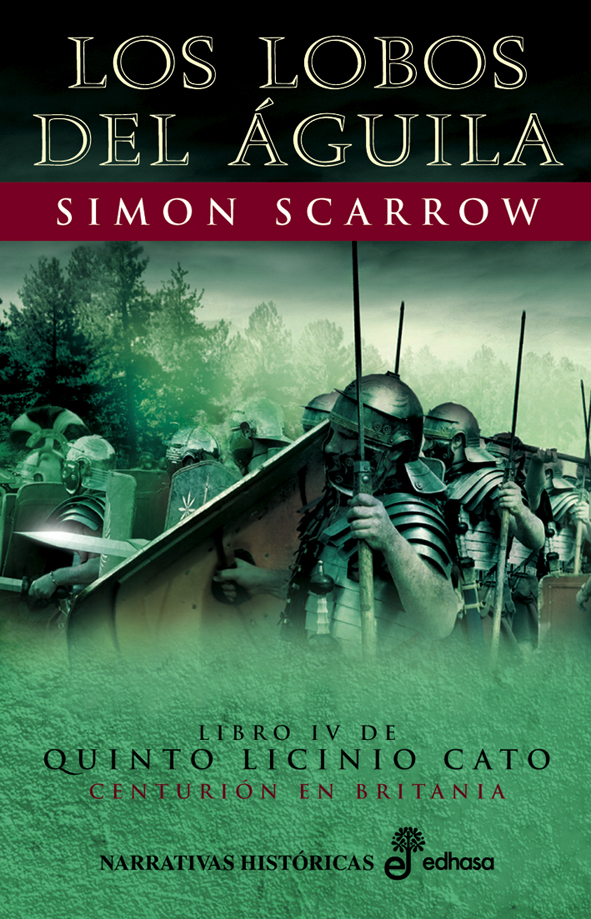 LOS LOBOS
DEL ÁGUILA
SIMON SCARROW
LIBRO IV DE
QUINTO LICINIO CATO
CENTURIÓN EN BRITANIA
NARRATIVAS HISTÓRICAS edhasa